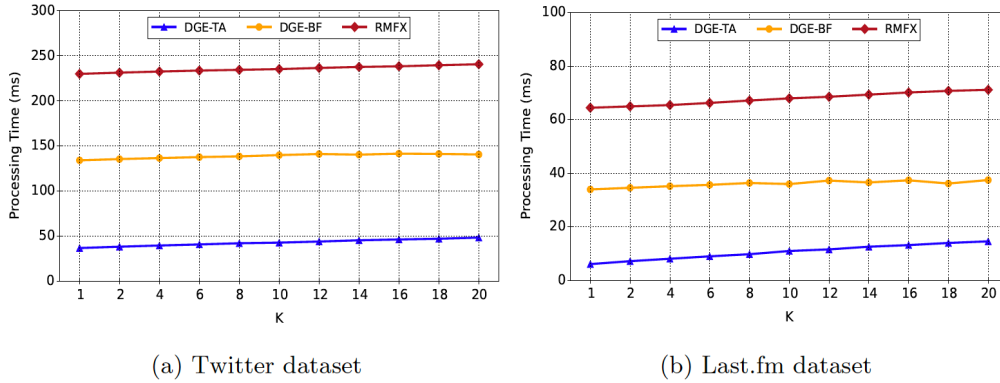 DGE-TA DGE-BF RMFX
300
250
200
150
100
50
0
Processing Time (ms)
1 2 4 6 8 10 12 14 16 18 20
K
(a) Twitter dataset
DGE-TA DGE-BF RMFX
100
80
60
40
20
0
Processing Time (ms)
1 2 4 6 8 10 12 14 16 18 20
K
(b) Last.fm dataset